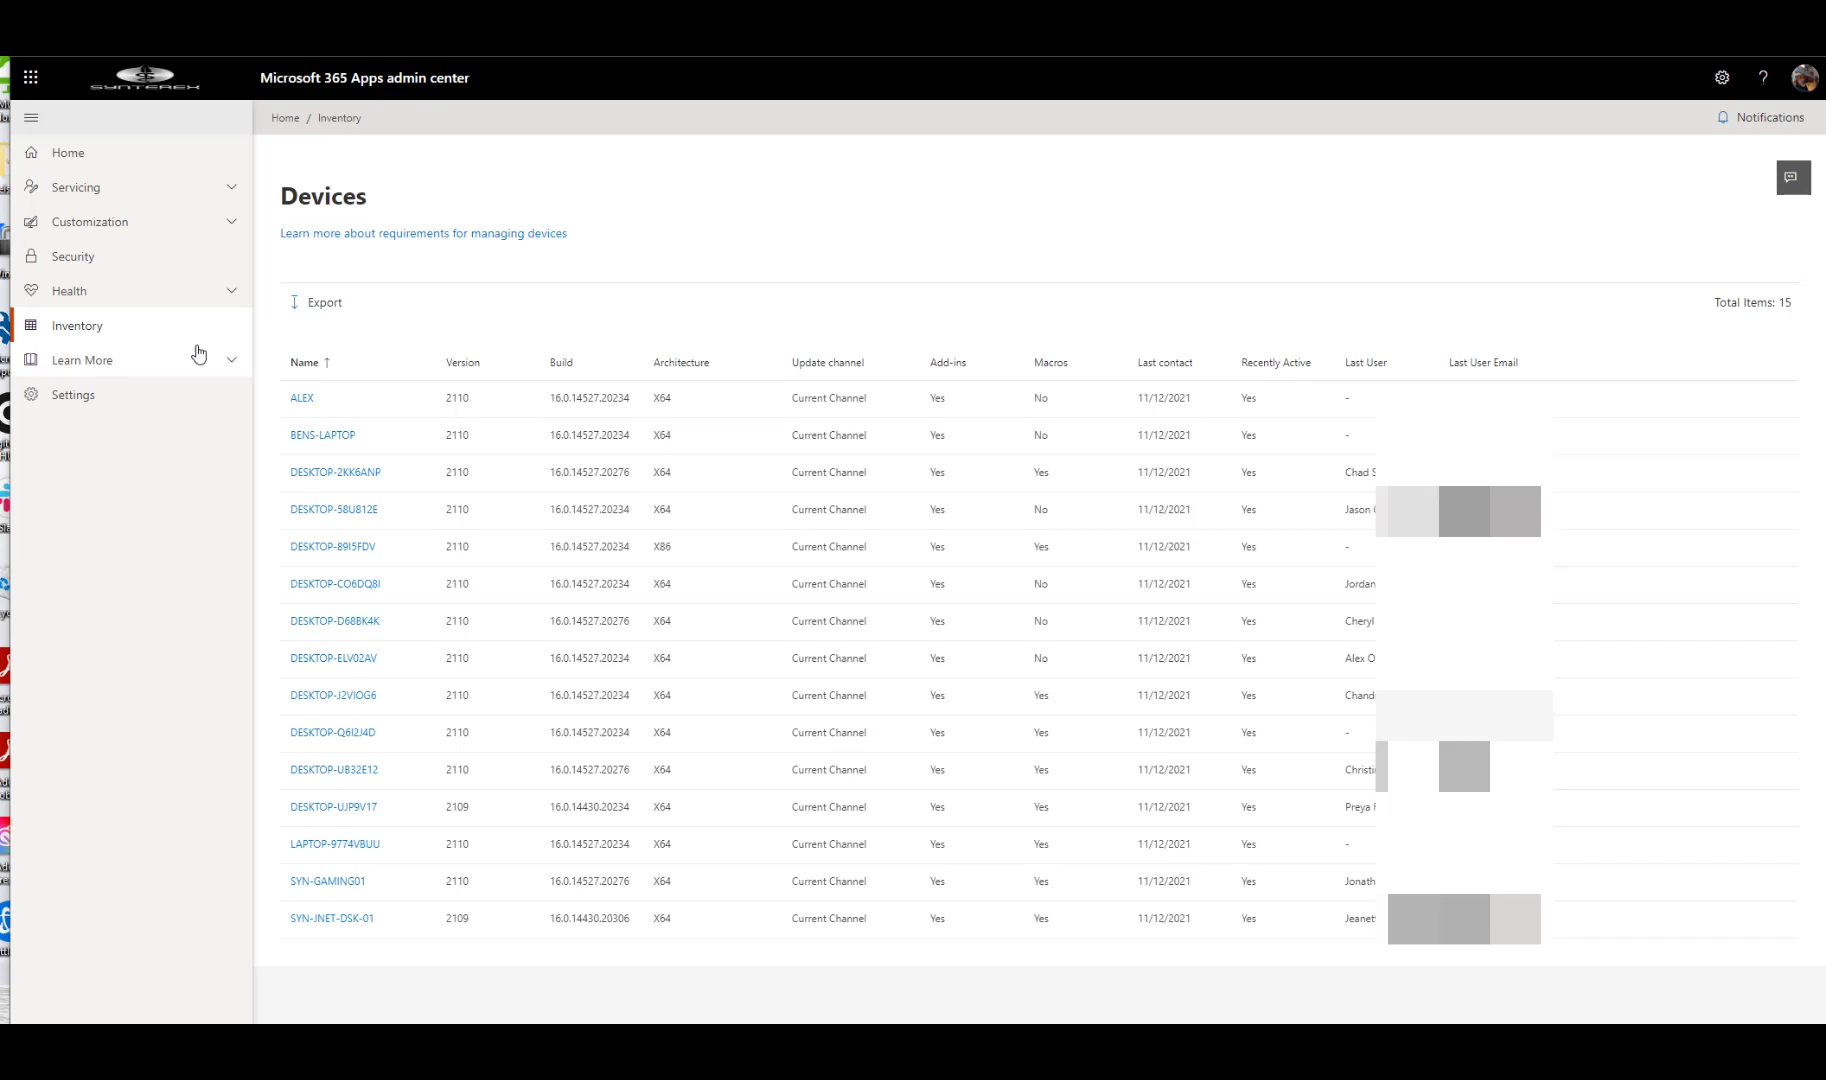 SYNTEREX
Microsoft 365 Apps admin center
?
Home / Inventory
Notifications
Home
Servicing
Customization
Security
Health
Inventory
Learn More
Settings
Devices
Learn more about requirements for managing devices
Export
Total Items: 15
Name ↑ Version Build Architecture Update channel Add-ins Macros Last contact Recently Active Last User Last User Email
ALEX 2110 16.0.14527.20234 X64 Current Channel Yes No 11/12/2021 Yes -
BENS-LAPTOP 2110 16.0.14527.20234 X64 Current Channel Yes No 11/12/2021 Yes -
DESKTOP-2KK6ANP 2110 16.0.14527.20276 X64 Current Channel Yes Yes 11/12/2021 Yes Chad S
DESKTOP-58U812E 2110 16.0.14527.20234 X64 Current Channel Yes No 11/12/2021 Yes Jason
DESKTOP-89I5FDV 2110 16.0.14527.20234 X86 Current Channel Yes Yes 11/12/2021 Yes -
DESKTOP-CO6DQ8I 2110 16.0.14527.20234 X64 Current Channel Yes No 11/12/2021 Yes Jordan
DESKTOP-D68BK4K 2110 16.0.14527.20276 X64 Current Channel Yes No 11/12/2021 Yes Cheryl
DESKTOP-ELV02AV 2110 16.0.14527.20234 X64 Current Channel Yes No 11/12/2021 Yes Alex O
DESKTOP-J2VIOG6 2110 16.0.14527.20234 X64 Current Channel Yes Yes 11/12/2021 Yes Chand
DESKTOP-Q6I2J4D 2110 16.0.14527.20234 X64 Current Channel Yes Yes 11/12/2021 Yes -
DESKTOP-UB32E12 2110 16.0.14527.20276 X64 Current Channel Yes Yes 11/12/2021 Yes Christi
DESKTOP-UJP9V17 2109 16.0.14430.20234 X64 Current Channel Yes Yes 11/12/2021 Yes Preya
LAPTOP-9774VBUU 2110 16.0.14527.20234 X64 Current Channel Yes Yes 11/12/2021 Yes -
SYN-GAMING01 2110 16.0.14527.20276 X64 Current Channel Yes Yes 11/12/2021 Yes Jonath
SYN-JNET-DSK-01 2109 16.0.14430.20306 X64 Current Channel Yes Yes 11/12/2021 Yes Jeanet